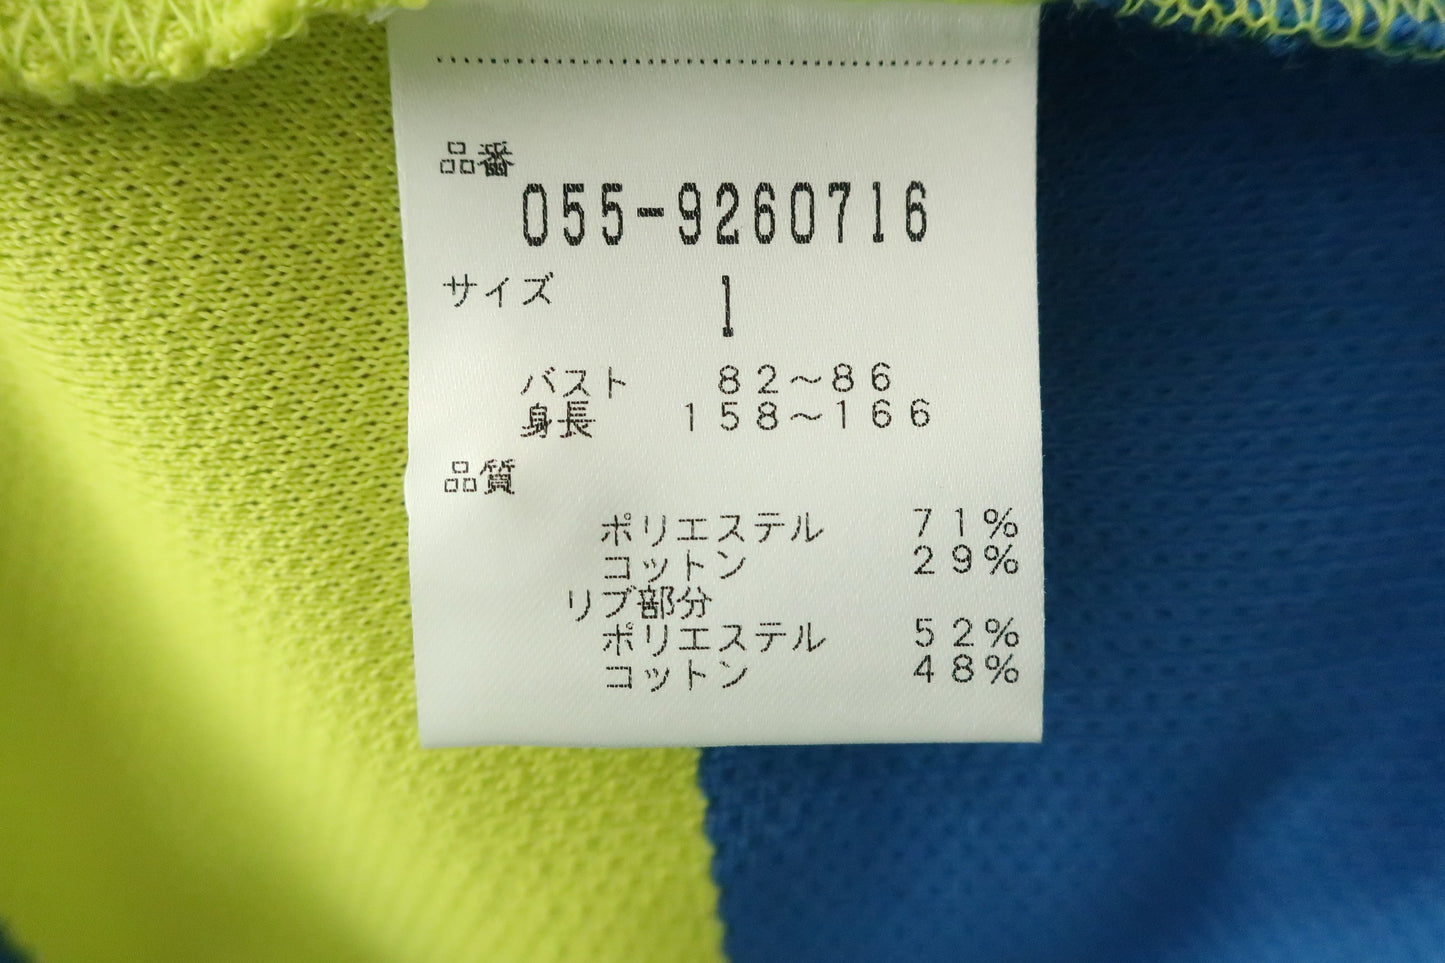 品番
055-9260716
サイズ 1
バスト 82～86
身長 158～166
品質
ポリエステル 71%
コットン 29%
リブ部分
ポリエステル 52%
コットン 48%